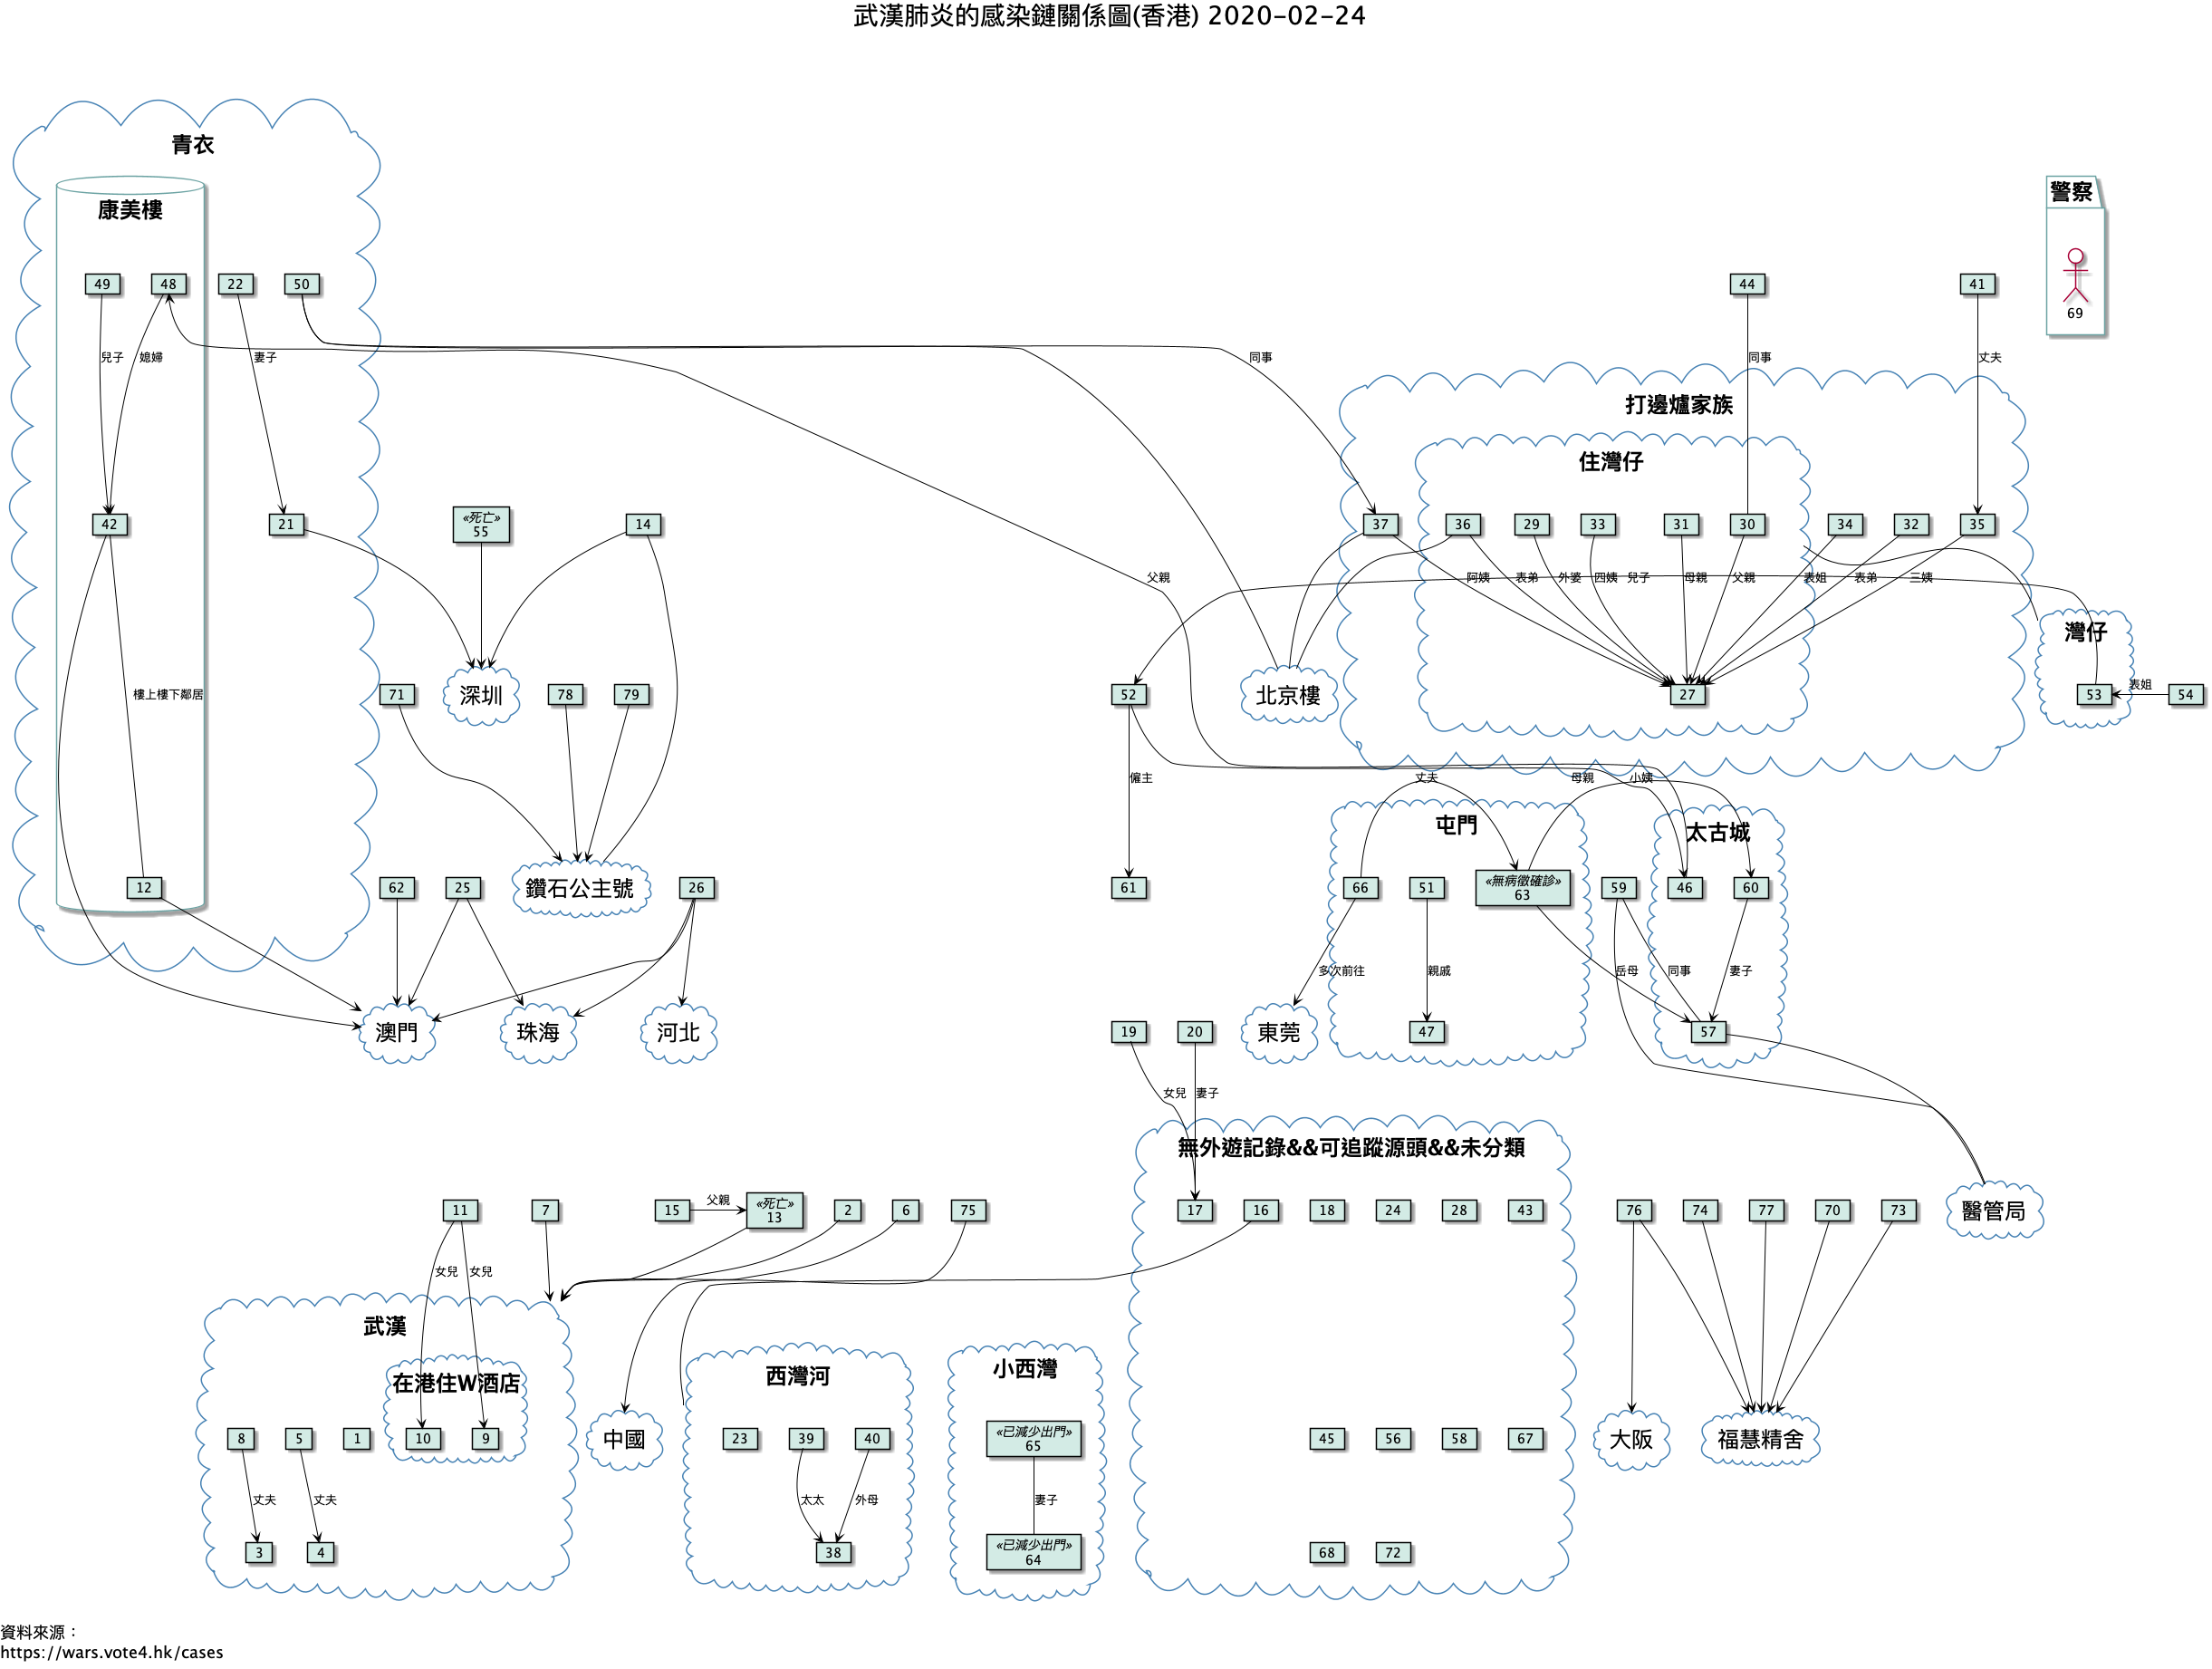 武漢肺炎的感染鏈關係圖(香港) 2020-02-24
青衣
康美樓
警察
49
48
22
50
44
41
69
兒子
媳婦
妻子
同事
同事
丈夫
打邊爐家族
住灣仔
42
21
«死亡»
55
14
37
36
29
33
31
30
34
32
35
父親
阿姨
表弟
外婆
四姨
兒子
母親
父親
表姐
表弟
三姨
灣仔
樓上樓下鄰居
71
深圳
78
79
52
北京樓
27
53
表姐
54
僱主
丈夫
母親
小姨
屯門
太古城
12
62
25
鑽石公主號
26
61
66
51
«無病徵確診»
63
59
46
60
多次前往
親戚
岳母
同事
妻子
澳門
珠海
河北
19
20
東莞
47
57
女兒
妻子
無外遊記錄&&可追蹤源頭&&未分類
11
7
15
父親
«死亡»
13
2
6
75
17
16
18
24
28
43
76
74
77
70
73
醫管局
女兒
女兒
武漢
在港住W酒店
西灣河
小西灣
8
5
1
10
9
中國
23
39
40
«已減少出門»
65
45
56
58
67
大阪
福慧精舍
丈夫
丈夫
太太
外母
妻子
3
4
38
«已減少出門»
64
68
72
資料來源：
https://wars.vote4.hk/cases